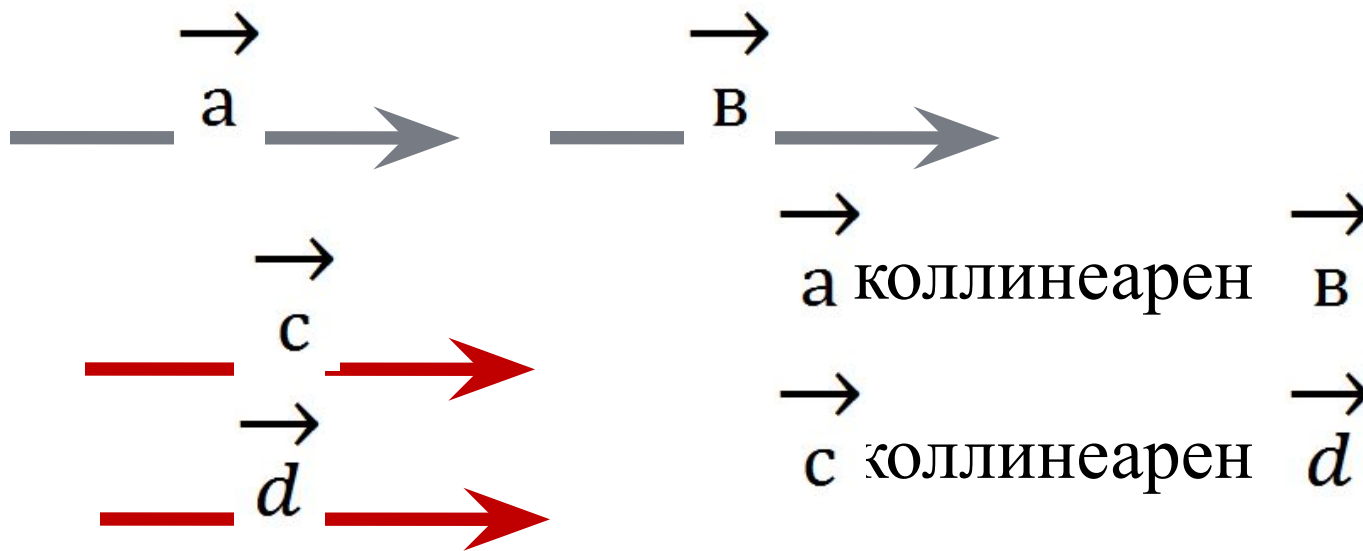 a⃗ в⃗
a⃗ коллинеарен в⃗
c⃗
c⃗ коллинеарен d⃗
d⃗